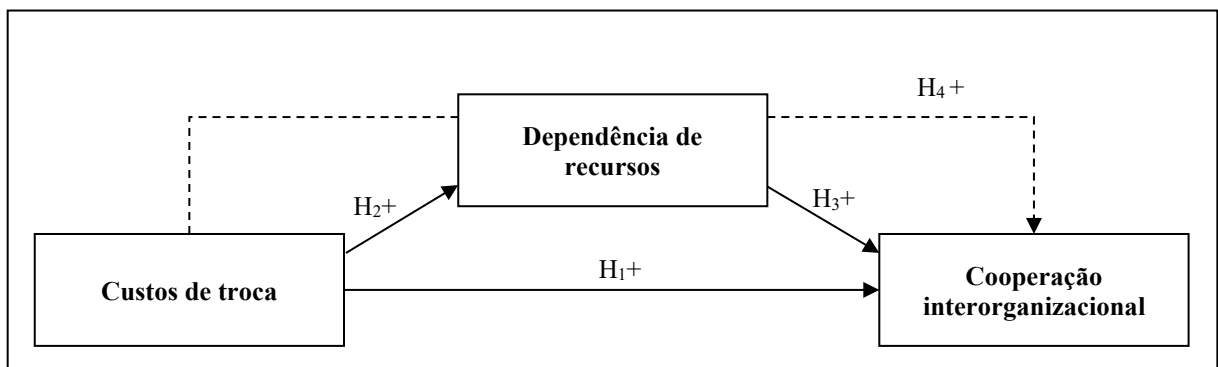 H₄ +
Dependência de
recursos
H₂+
H₃+
Custos de troca
H₁+
Cooperação
interorganizacional